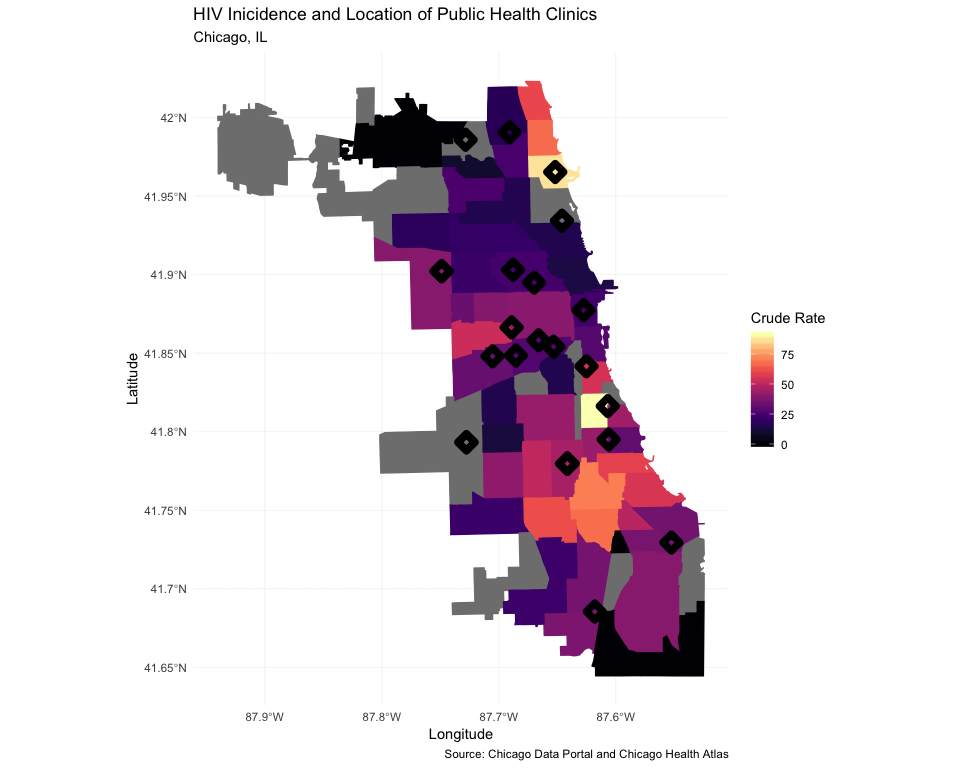 HIV Inicidence and Location of Public Health Clinics
Chicago, IL
42°N
41.95°N
41.9°N
41.85°N
41.8°N
41.75°N
41.7°N
41.65°N
Latitude
87.9°W
87.8°W
87.7°W
87.6°W
Longitude
Crude Rate
75
50
25
0
Source: Chicago Data Portal and Chicago Health Atlas